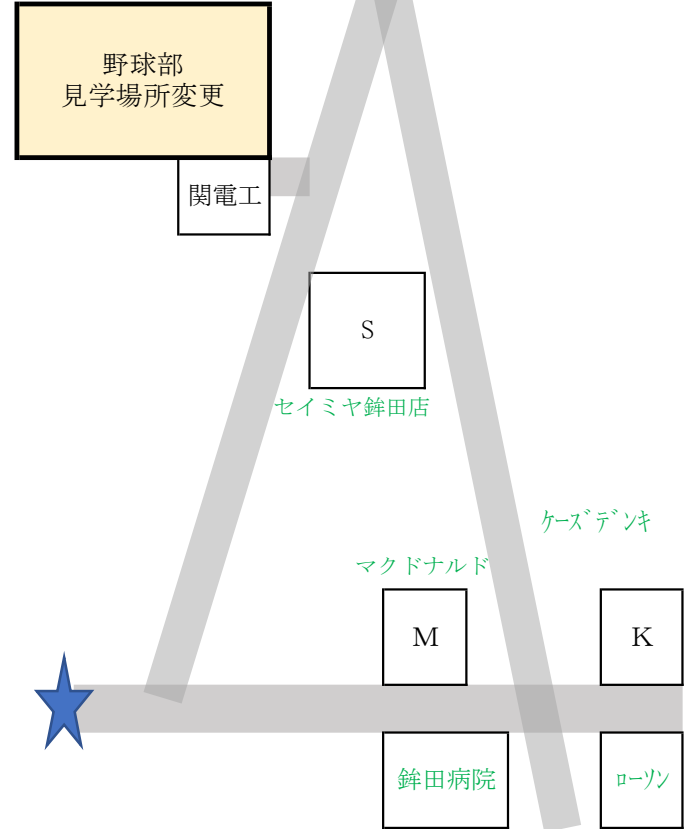 野球部
見学場所変更
関電工
S
セイミヤ鉾田店
ｹｰｽﾞﾃﾞﾝｷ
マクドナルド
M
K
鉾田病院
ﾛｰｿﾝ